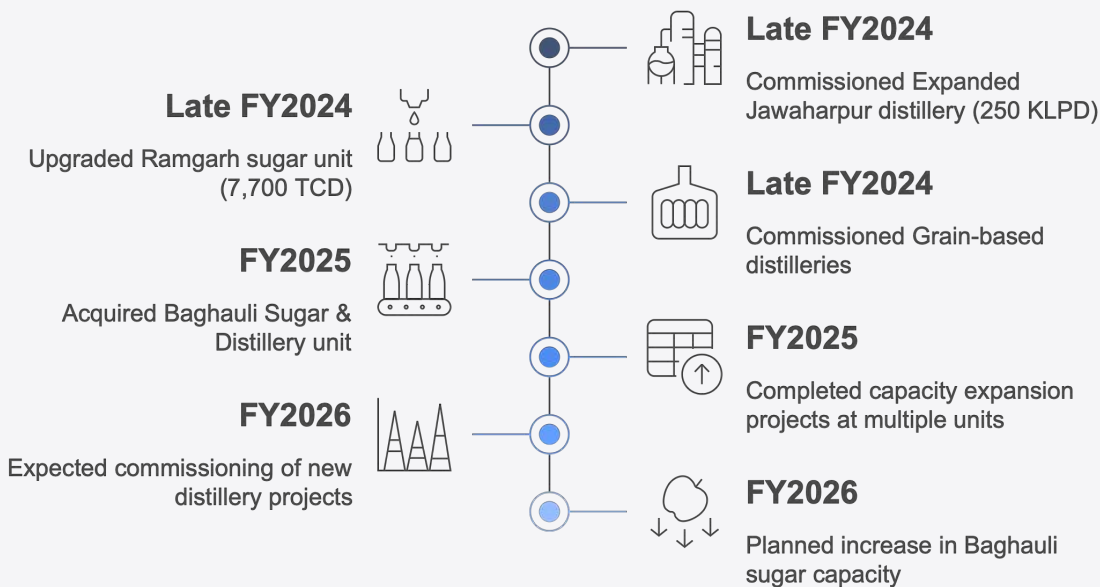 Late FY2024
Commissioned Expanded
Jawaharpur distillery (250 KLPD)
Late FY2024
Upgraded Ramgarh sugar unit
(7,700 TCD)
Late FY2024
Commissioned Grain-based
distilleries
FY2025
Acquired Baghauli Sugar &
Distillery unit
FY2025
Completed capacity expansion
projects at multiple units
FY2026
Expected commissioning of new
distillery projects
FY2026
Planned increase in Baghauli
sugar capacity